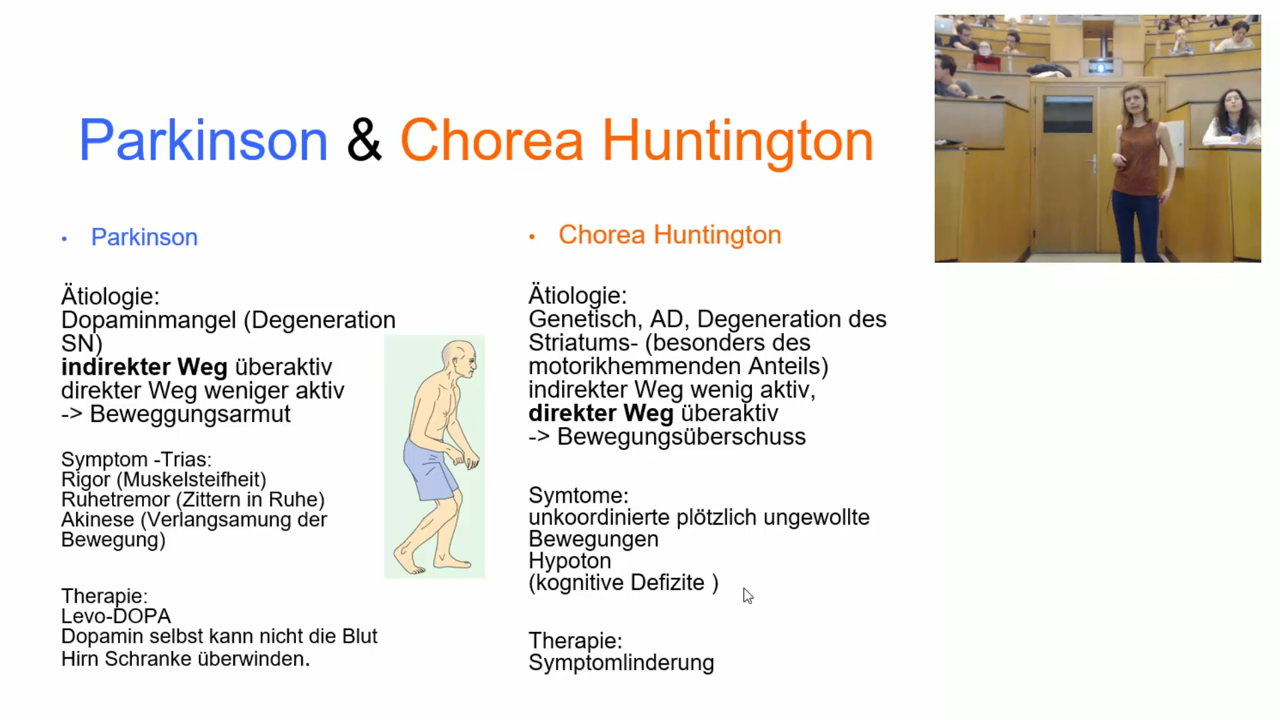 Parkinson & Chorea Huntington
• Parkinson
Ätiologie:
Dopaminmangel (Degeneration
SN)
indirekter Weg überaktiv
direkter Weg weniger aktiv
-> Beweggungsarmut
Symptom -Trias:
Rigor (Muskelsteifheit)
Ruhetremor (Zittern in Ruhe)
Akinese (Verlangsamung der
Bewegung)
Therapie:
Levo-DOPA
Dopamin selbst kann nicht die Blut
Hirn Schranke überwinden.
• Chorea Huntington
Ätiologie:
Genetisch, AD, Degeneration des
Striatums- (besonders des
motorikhemmenden Anteils)
indirekter Weg wenig aktiv,
direkter Weg überaktiv
-> Bewegungsüberschuss
Symtome:
unkoordinierte plötzlich ungewollte
Bewegungen
Hypoton
(kognitive Defizite )
Therapie:
Symptomlinderung